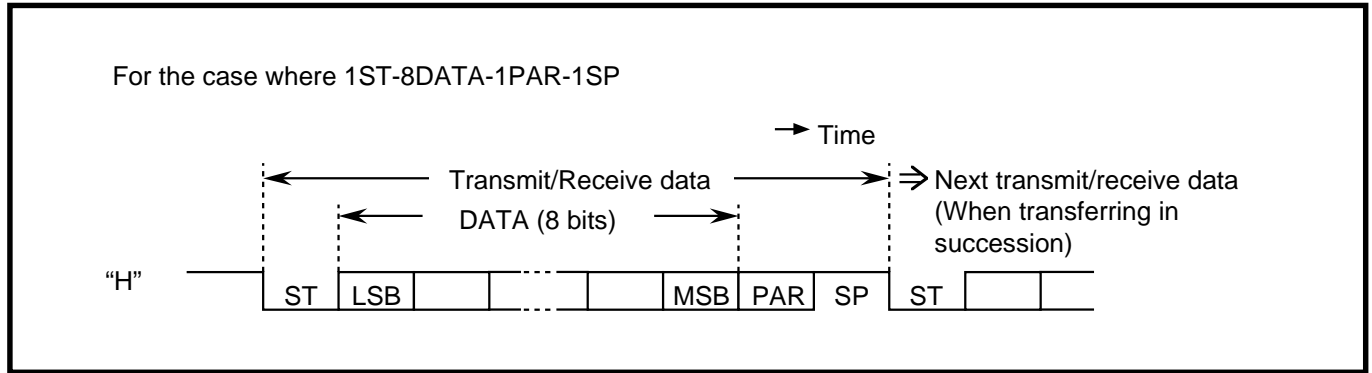 For the case where 1ST-8DATA-1PAR-1SP
Time
Transmit/Receive data
Next transmit/receive data
(When transferring in
succession)
DATA (8 bits)
“H”
ST LSB MSB PAR SP ST